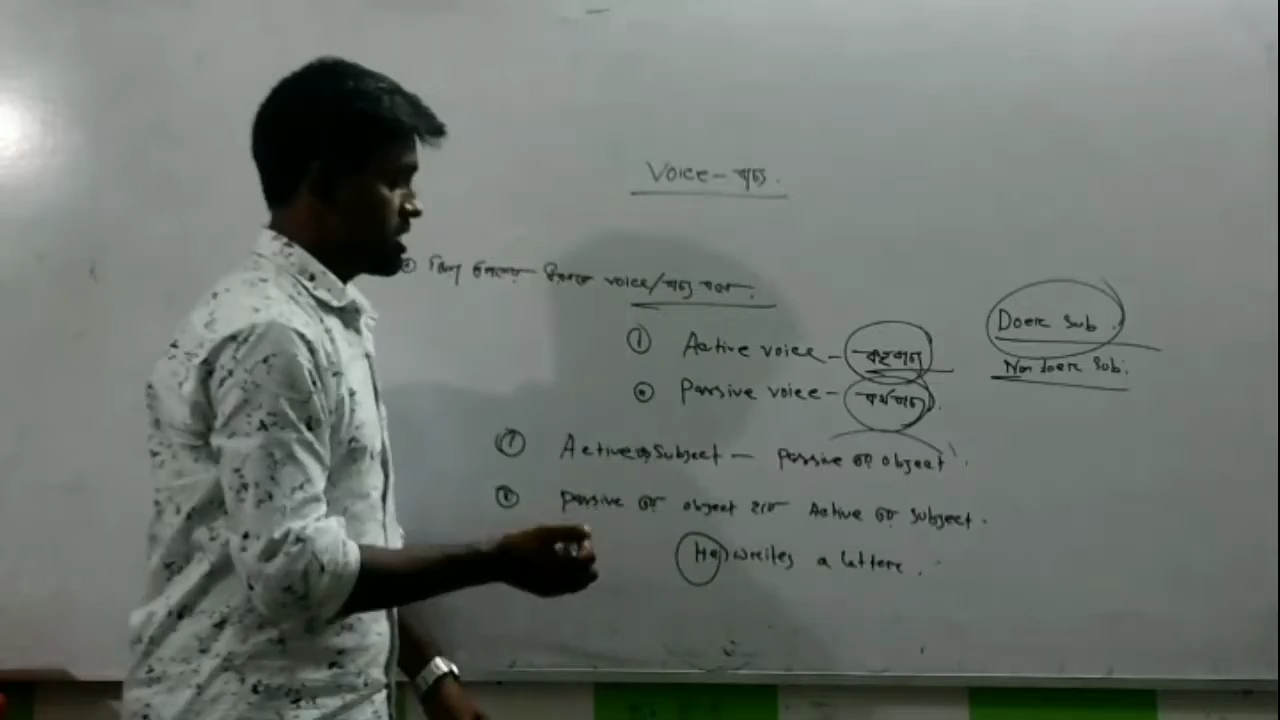 Voice - বাচ্য.
voice/বাচ্য বলে.
① Active voice - কর্তৃবাচ্য
② Passive voice - কর্মবাচ্য.
① Active এর Subject - Passive এর object.
② passive এর object হবে Active এর subject.
He writes a letter.
Doer sub.
Non doer sub.